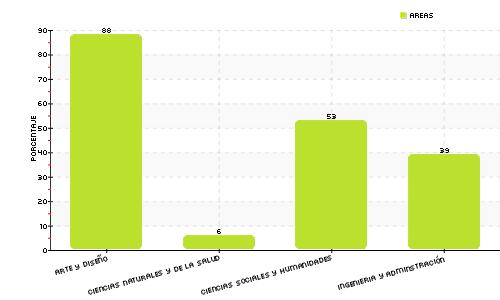 AREAS
PORCENTAJE
90
80
70
60
50
40
30
20
10
0
88
6
53
39
ARTE Y DISEÑO
CIENCIAS NATURALES Y DE LA SALUD
CIENCIAS SOCIALES Y HUMANIDADES
INGENIERIA Y ADMINSTRACIÓN